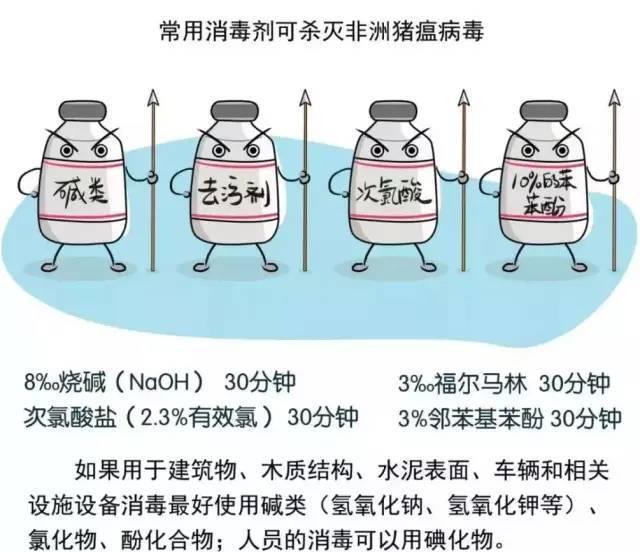 常用消毒剂可杀灭非洲猪瘟病毒
碱类
去污剂
次氯酸
10%的苯
苯酚
8‰烧碱（NaOH） 30分钟
3‰福尔马林 30分钟
次氯酸盐（2.3%有效氯）30分钟
3%邻苯基苯酚 30分钟
如果用于建筑物、木质结构、水泥表面、车辆和相关
设施设备消毒最好使用碱类（氢氧化钠、氢氧化钾等）、
氯化物、酚化合物；人员的消毒可以用碘化物。